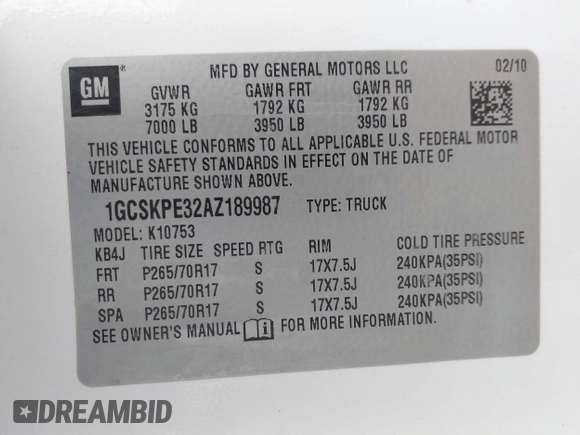 GM
MFD BY GENERAL MOTORS LLC 02/10
GVWR GAWR FRT GAWR RR
3175 KG 1792 KG 1792 KG
7000 LB 3950 LB 3950 LB
THIS VEHICLE CONFORMS TO ALL APPLICABLE U.S. FEDERAL MOTOR
VEHICLE SAFETY STANDARDS IN EFFECT ON THE DATE OF
MANUFACTURE SHOWN ABOVE.
1GCSKPE32AZ189987 TYPE: TRUCK
MODEL: K10753
KB4J TIRE SIZE SPEED RTG RIM COLD TIRE PRESSURE
FRT P265/70R17 S 17X7.5J 240KPA(35PSI)
RR P265/70R17 S 17X7.5J 240KPA(35PSI)
SPA P265/70R17 S 17X7.5J 240KPA(35PSI)
SEE OWNER'S MANUAL FOR MORE INFORMATION.
DREAMBID